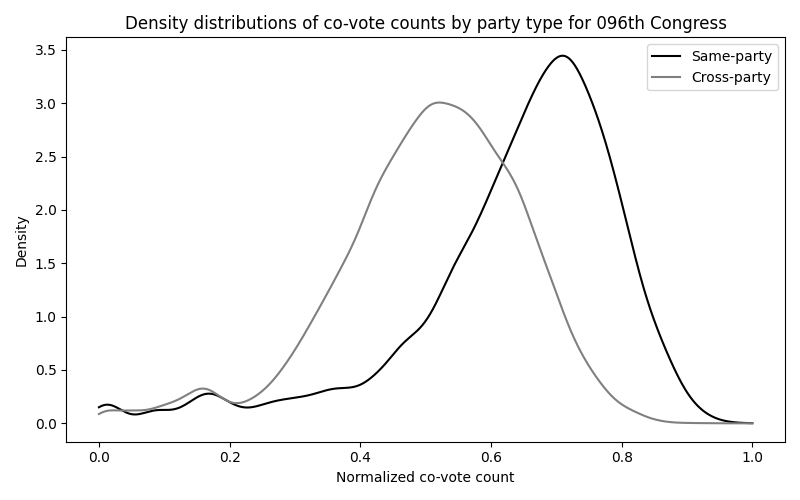 Density distributions of co-vote counts by party type for 096th Congress
Same-party
Cross-party
Density
3.5
3.0
2.5
2.0
1.5
1.0
0.5
0.0
0.0 0.2 0.4 0.6 0.8 1.0
Normalized co-vote count